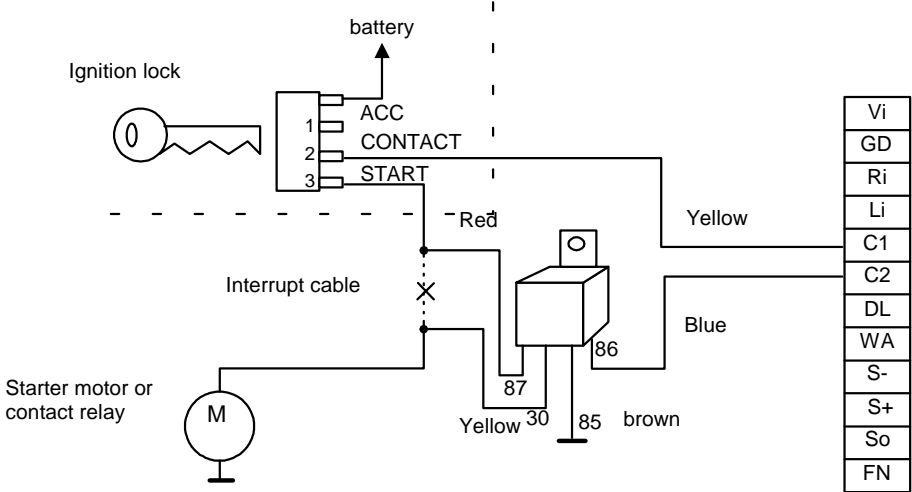 battery
Ignition lock
ACC
1
CONTACT
2
START
3
Red
Yellow
Interrupt cable
Blue
86
87
Starter motor or
contact relay
M
Yellow
30
85
brown
Vi
GD
Ri
Li
C1
C2
DL
WA
S-
S+
So
FN